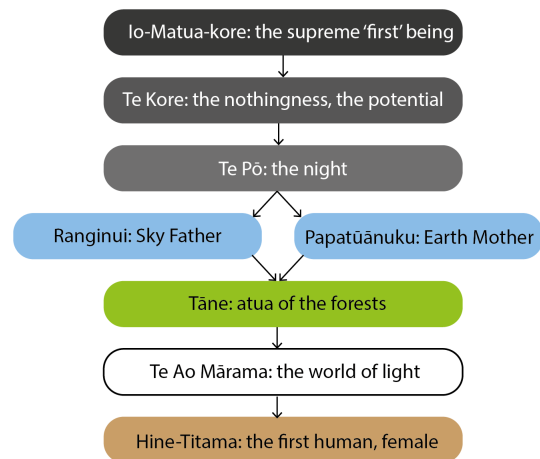 Io-Matua-kore: the supreme ‘first’ being
Te Kore: the nothingness, the potential
Te Pō: the night
Ranginui: Sky Father
Papatūānuku: Earth Mother
Tāne: atua of the forests
Te Ao Mārama: the world of light
Hine-Titama: the first human, female